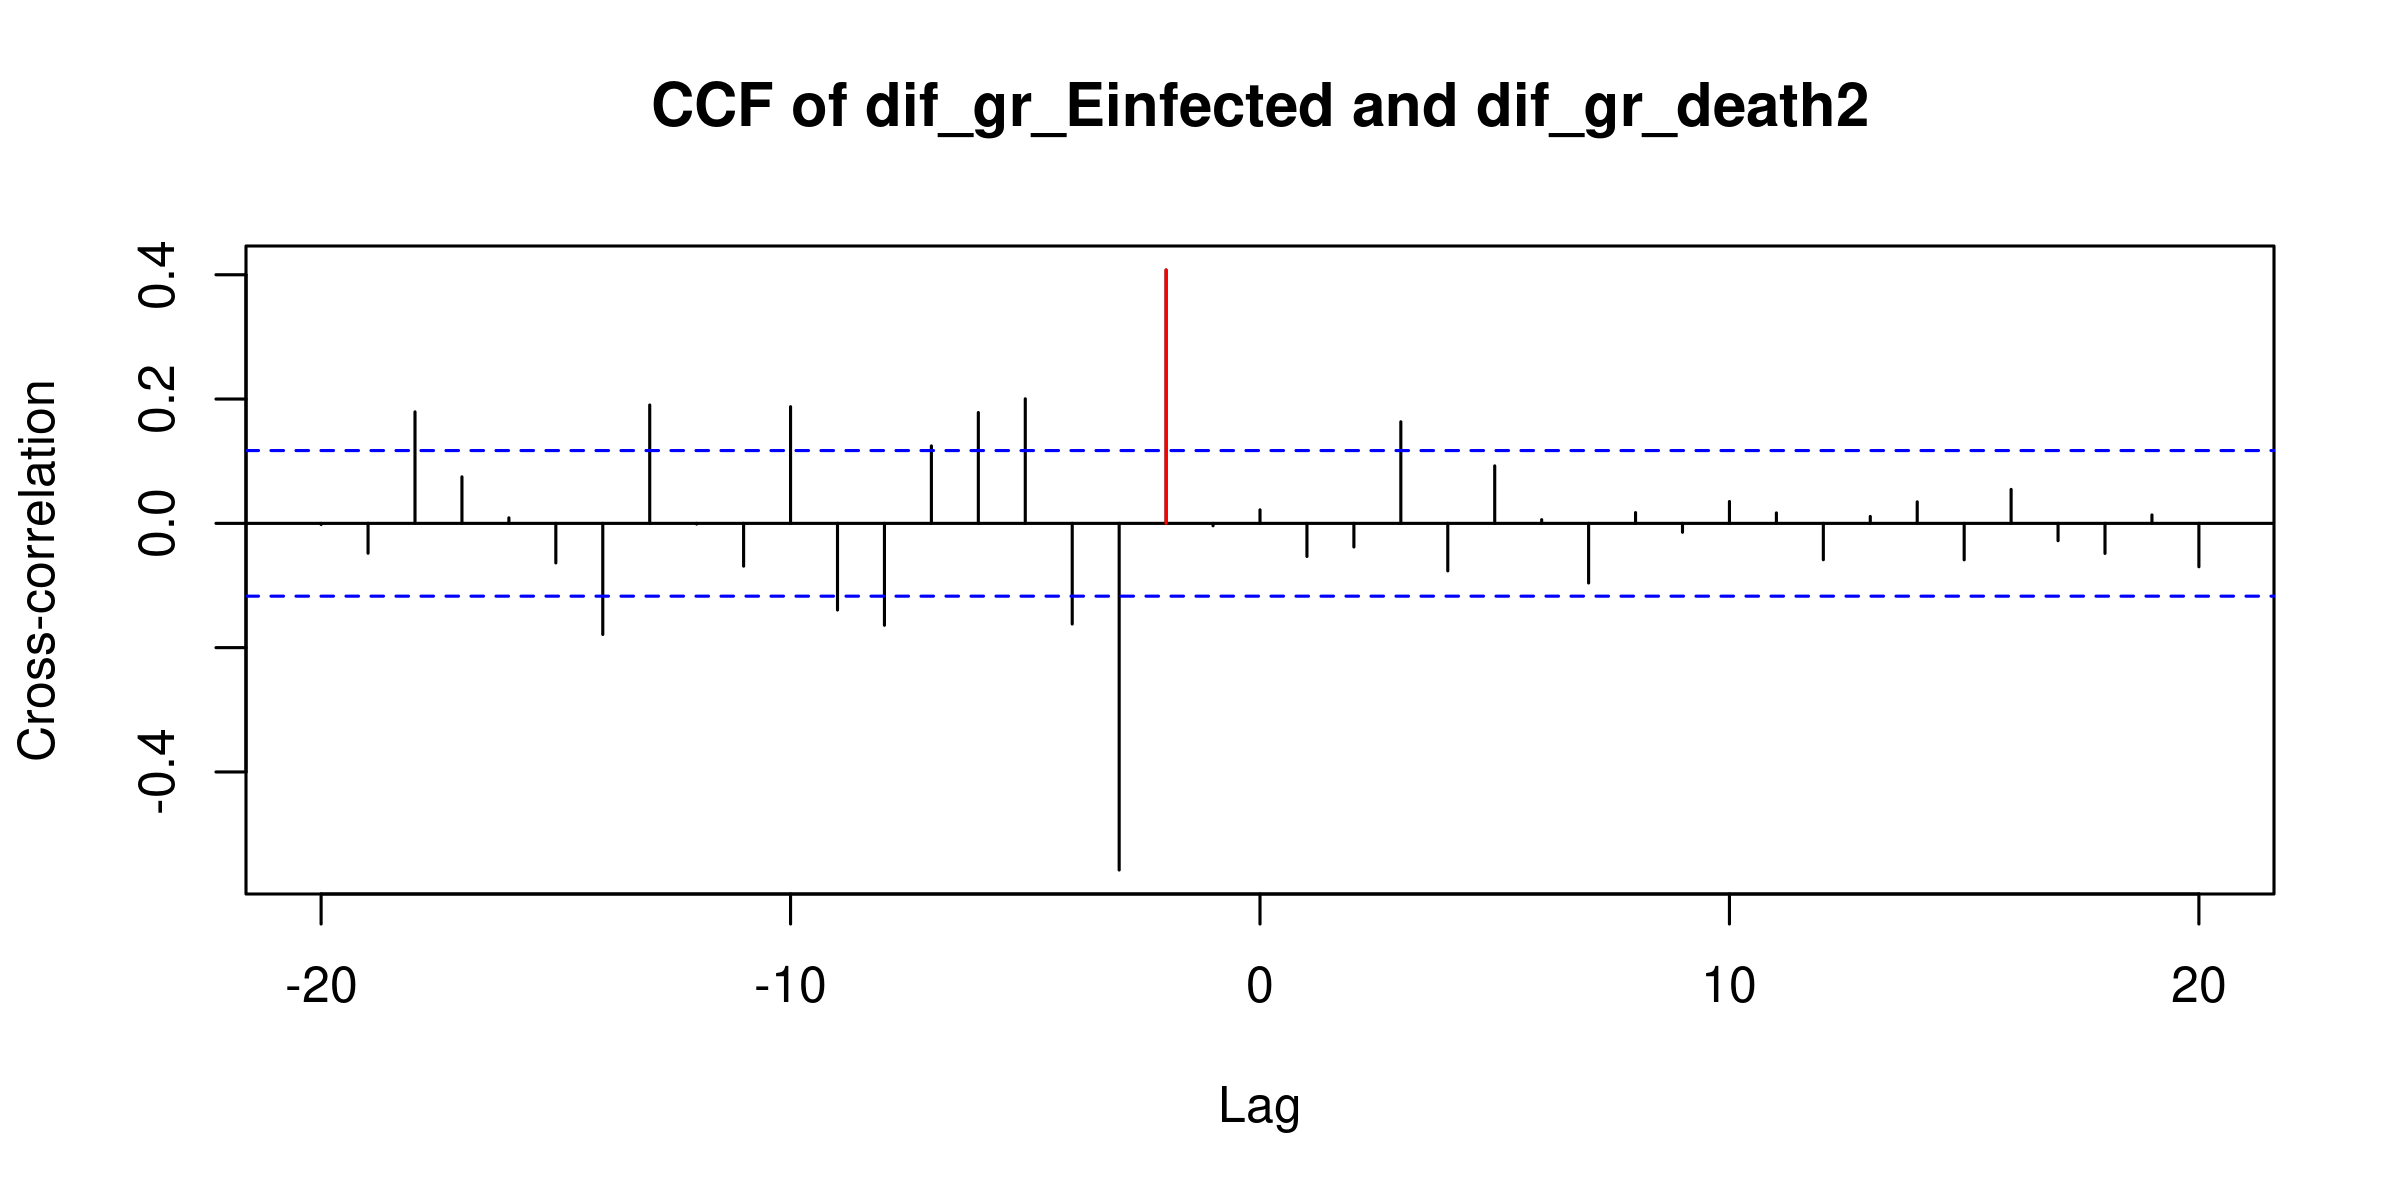 CCF of dif_gr_Einfected and dif_gr_death2
Cross-correlation
0.4
0.2
0.0
-0.4
-20 -10 0 10 20
Lag